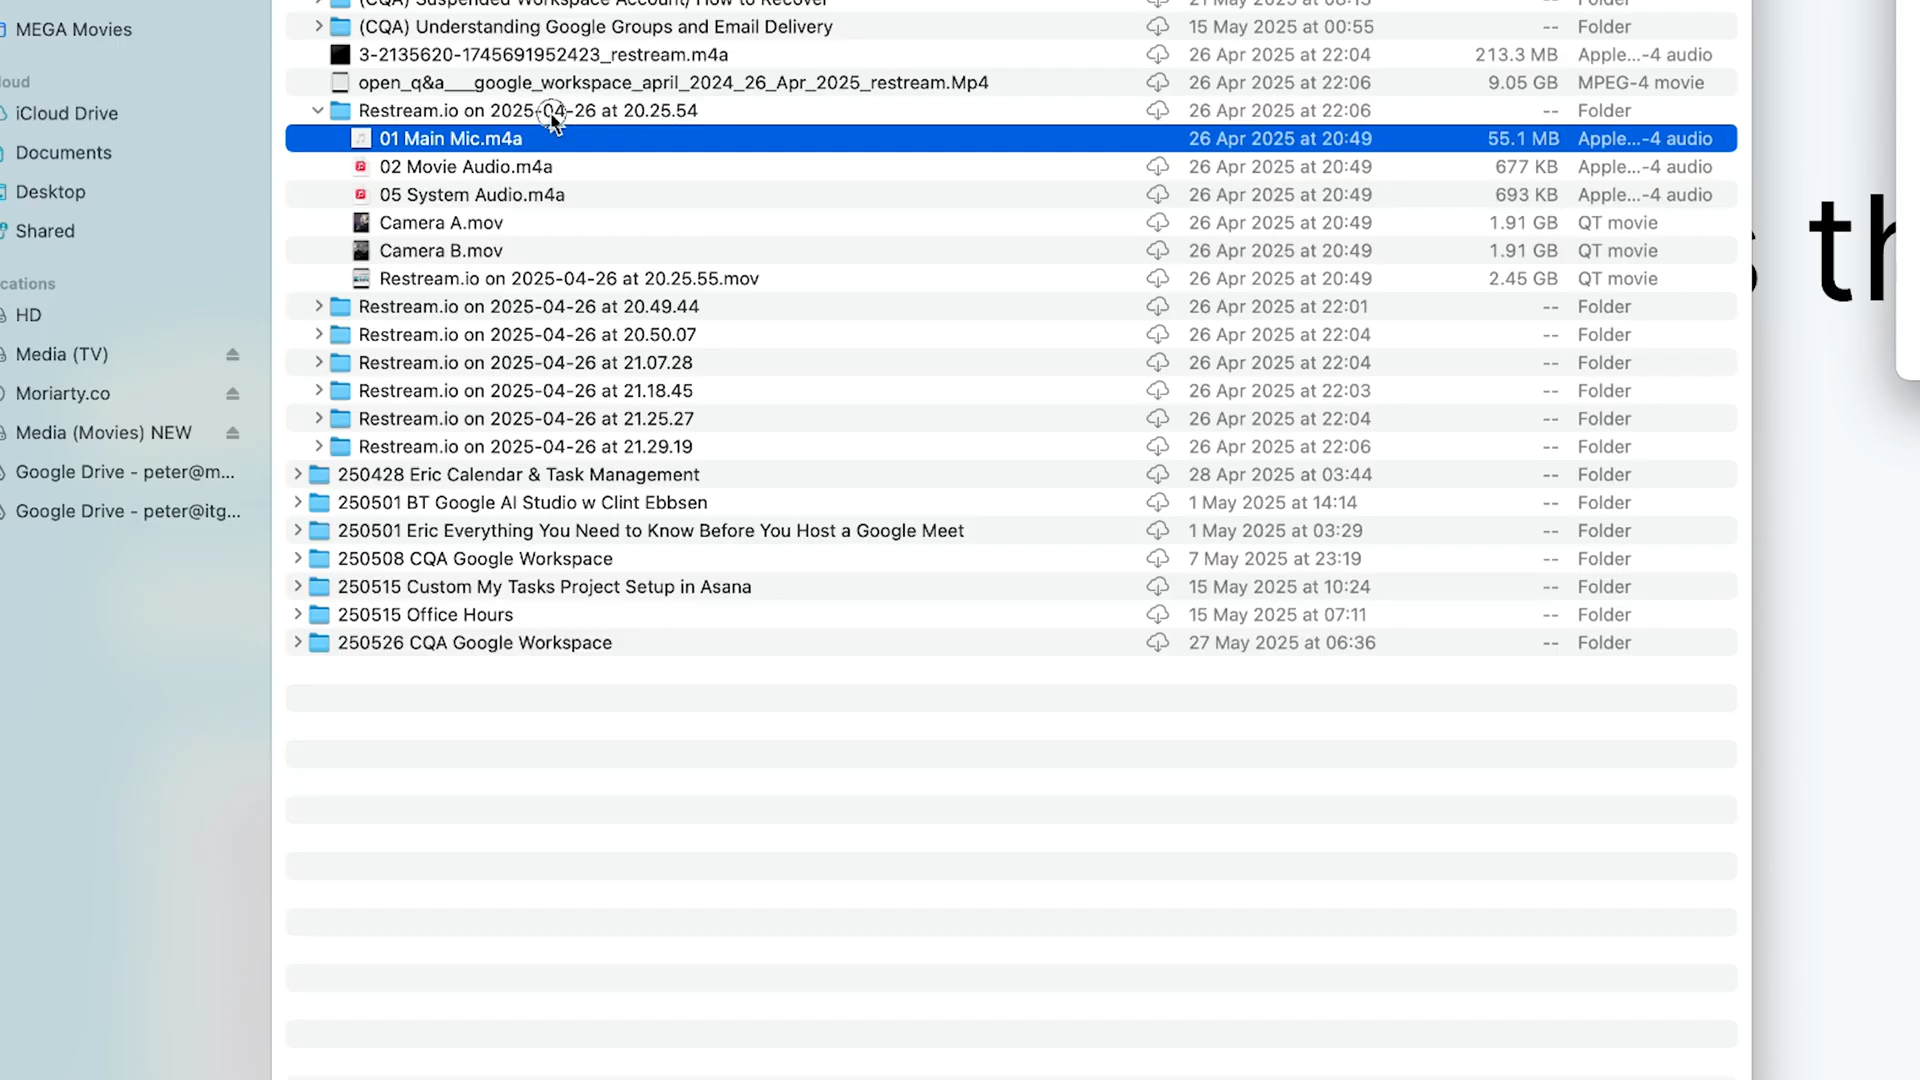 MEGA Movies
loud
iCloud Drive
Documents
Desktop
Shared
cations
HD
Media (TV)
Moriarty.co
Media (Movies) NEW
Google Drive - peter@m...
Google Drive - peter@itg...
(CQA) Suspended Workspace Account/ How to Recover 21 May 2025 at 08:13 -- Folder
(CQA) Understanding Google Groups and Email Delivery 15 May 2025 at 00:55 -- Folder
3-2135620-1745691952423_restream.m4a 26 Apr 2025 at 22:04 213.3 MB Apple...-4 audio
open_q&a___google_workspace_april_2024_26_Apr_2025_restream.Mp4 26 Apr 2025 at 22:06 9.05 GB MPEG-4 movie
Restream.io on 2025-04-26 at 20.25.54 26 Apr 2025 at 22:06 -- Folder
01 Main Mic.m4a 26 Apr 2025 at 20:49 55.1 MB Apple...-4 audio
02 Movie Audio.m4a 26 Apr 2025 at 20:49 677 KB Apple...-4 audio
05 System Audio.m4a 26 Apr 2025 at 20:49 693 KB Apple...-4 audio
Camera A.mov 26 Apr 2025 at 20:49 1.91 GB QT movie
Camera B.mov 26 Apr 2025 at 20:49 1.91 GB QT movie
Restream.io on 2025-04-26 at 20.25.55.mov 26 Apr 2025 at 20:49 2.45 GB QT movie
Restream.io on 2025-04-26 at 20.49.44 26 Apr 2025 at 22:01 -- Folder
Restream.io on 2025-04-26 at 20.50.07 26 Apr 2025 at 22:04 -- Folder
Restream.io on 2025-04-26 at 21.07.28 26 Apr 2025 at 22:04 -- Folder
Restream.io on 2025-04-26 at 21.18.45 26 Apr 2025 at 22:03 -- Folder
Restream.io on 2025-04-26 at 21.25.27 26 Apr 2025 at 22:04 -- Folder
Restream.io on 2025-04-26 at 21.29.19 26 Apr 2025 at 22:06 -- Folder
250428 Eric Calendar & Task Management 28 Apr 2025 at 03:44 -- Folder
250501 BT Google AI Studio w Clint Ebbsen 1 May 2025 at 14:14 -- Folder
250501 Eric Everything You Need to Know Before You Host a Google Meet 1 May 2025 at 03:29 -- Folder
250508 CQA Google Workspace 7 May 2025 at 23:19 -- Folder
250515 Custom My Tasks Project Setup in Asana 15 May 2025 at 10:24 -- Folder
250515 Office Hours 15 May 2025 at 07:11 -- Folder
250526 CQA Google Workspace 27 May 2025 at 06:36 -- Folder